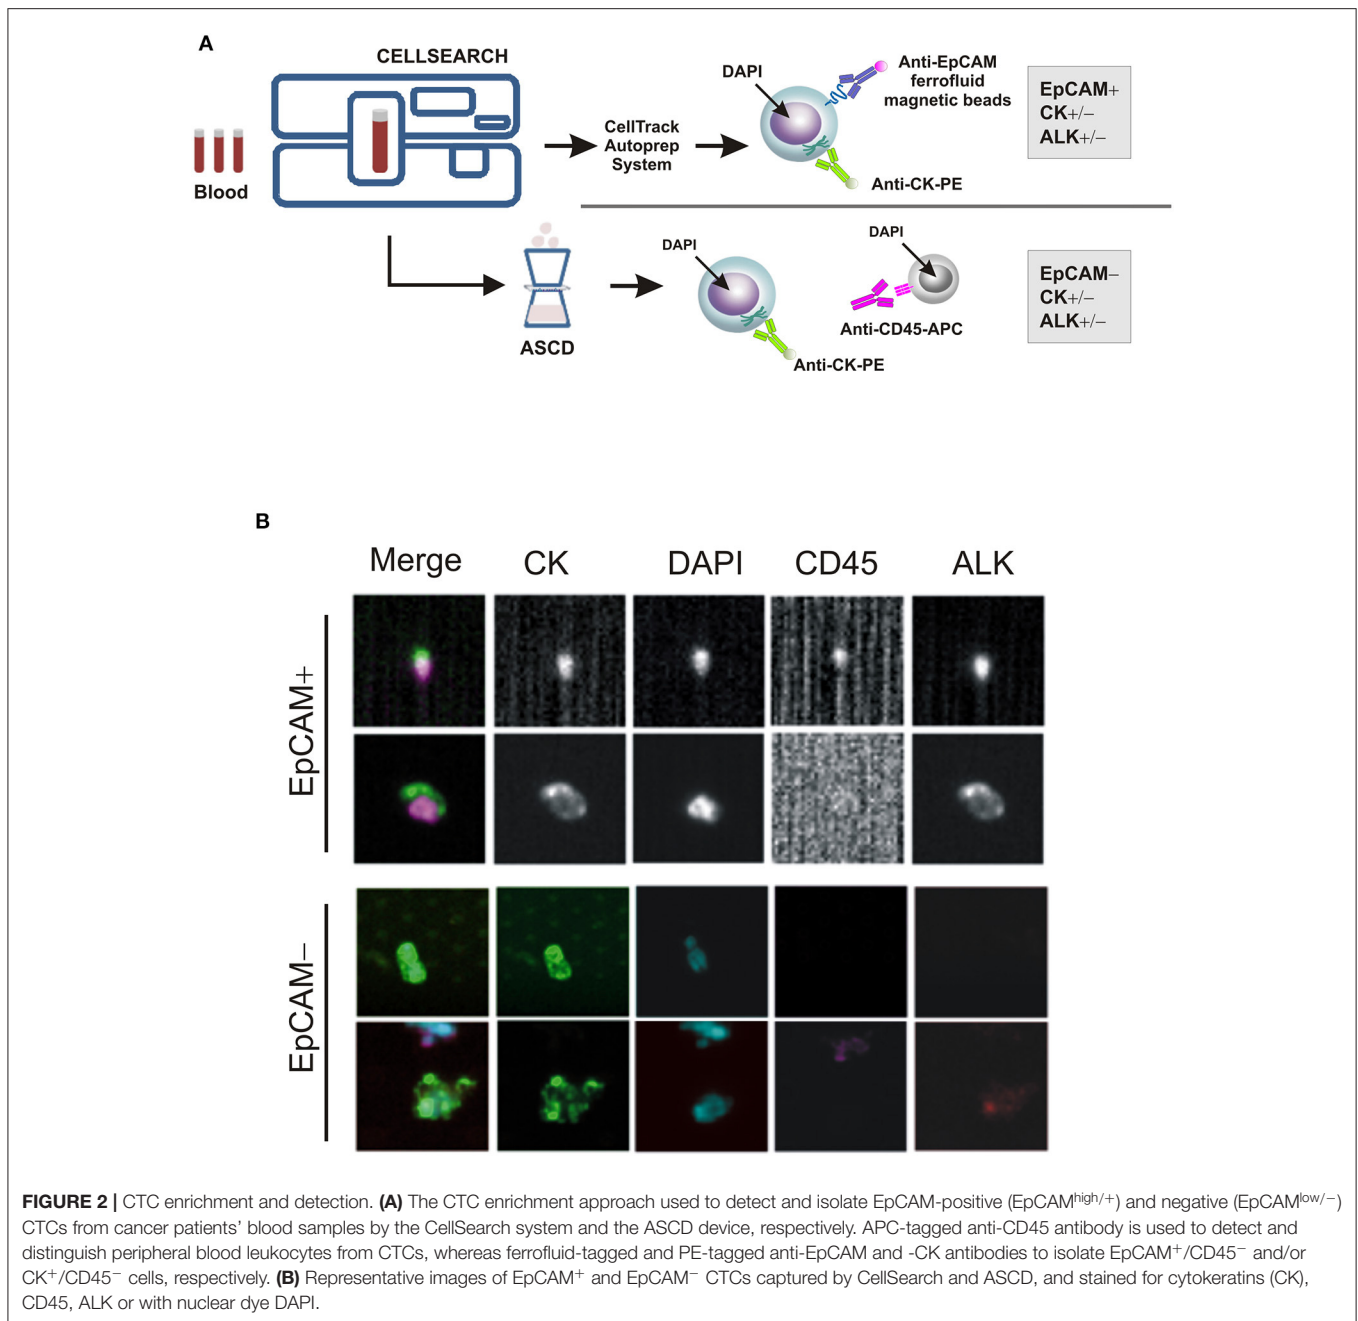 A
CELLSEARCH
Blood
CellTrack
Autoprep
System
DAPI
Anti-EpCAM
ferrofluid
magnetic beads
Anti-CK-PE
EpCAM+
CK+/−
ALK+/−
ASCD
DAPI
Anti-CK-PE
DAPI
Anti-CD45-APC
EpCAM−
CK+/−
ALK+/−
B
Merge CK DAPI CD45 ALK
EpCAM+
EpCAM−
FIGURE 2 | CTC enrichment and detection. (A) The CTC enrichment approach used to detect and isolate EpCAM-positive (EpCAM^high/+) and negative (EpCAM^low/−)
CTCs from cancer patients' blood samples by the CellSearch system and the ASCD device, respectively. APC-tagged anti-CD45 antibody is used to detect and
distinguish peripheral blood leukocytes from CTCs, whereas ferrofluid-tagged and PE-tagged anti-EpCAM and -CK antibodies to isolate EpCAM⁺/CD45⁻ and/or
CK⁺/CD45⁻ cells, respectively. (B) Representative images of EpCAM⁺ and EpCAM⁻ CTCs captured by CellSearch and ASCD, and stained for cytokeratins (CK),
CD45, ALK or with nuclear dye DAPI.